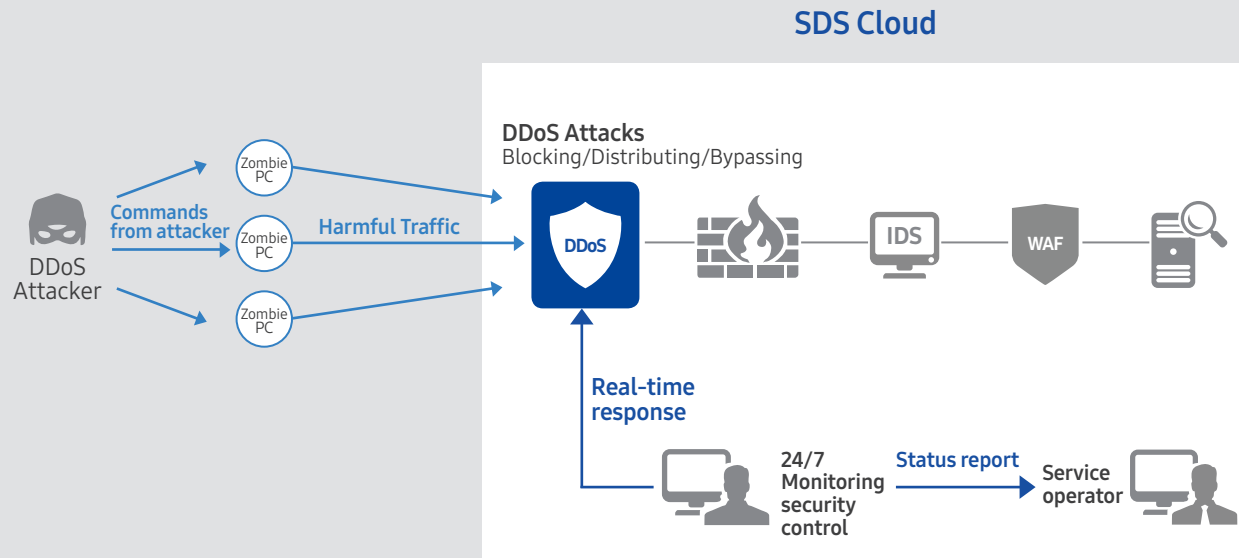 SDS Cloud
DDoS Attacks
Blocking/Distributing/Bypassing
Zombie
PC
Commands
from attacker
Zombie
PC
Harmful Traffic
DDoS
IDS
WAF
DDoS
Attacker
Zombie
PC
Real-time
response
24/7
Monitoring
security
control
Status report
Service
operator